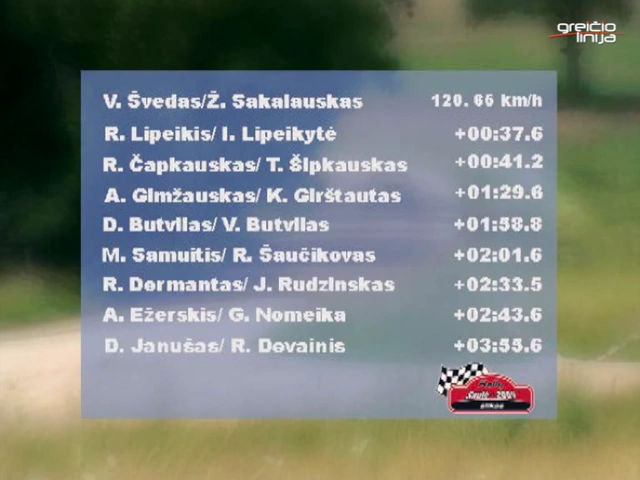 greičio
linija
V. Švedas/Ž. Sakalauskas 120.66 km/h
R. Lipeikis/ I. Lipeikytė +00:37.6
R. Čapkauskas/ T. Šipkauskas +00:41.2
A. Gimžauskas/ K. Girštautas +01:29.6
D. Butvilas/ V. Butvilas +01:58.8
M. Samuitis/ R. Šaučikovas +02:01.6
R. Dermantas/ J. Rudzinskas +02:33.5
A. Ežerskis/ G. Nomeika +02:43.6
D. Janušas/ R. Devainis +03:55.6
Rally